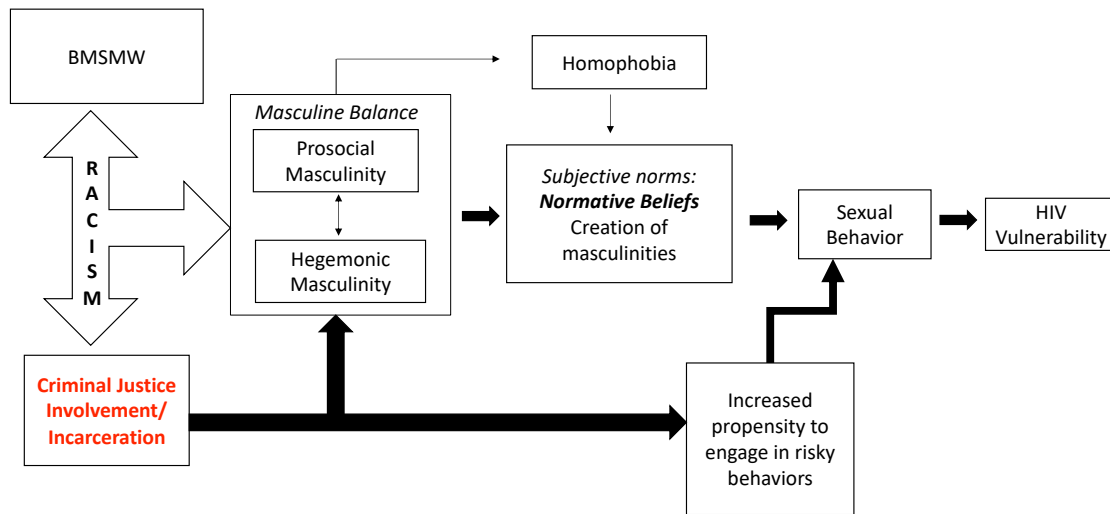 BMSMW
RACISM
Criminal Justice
Involvement/
Incarceration
Masculine Balance
Prosocial
Masculinity
Hegemonic
Masculinity
Homophobia
Subjective norms:
Normative Beliefs
Creation of
masculinities
Increased
propensity to
engage in risky
behaviors
Sexual
Behavior
HIV
Vulnerability